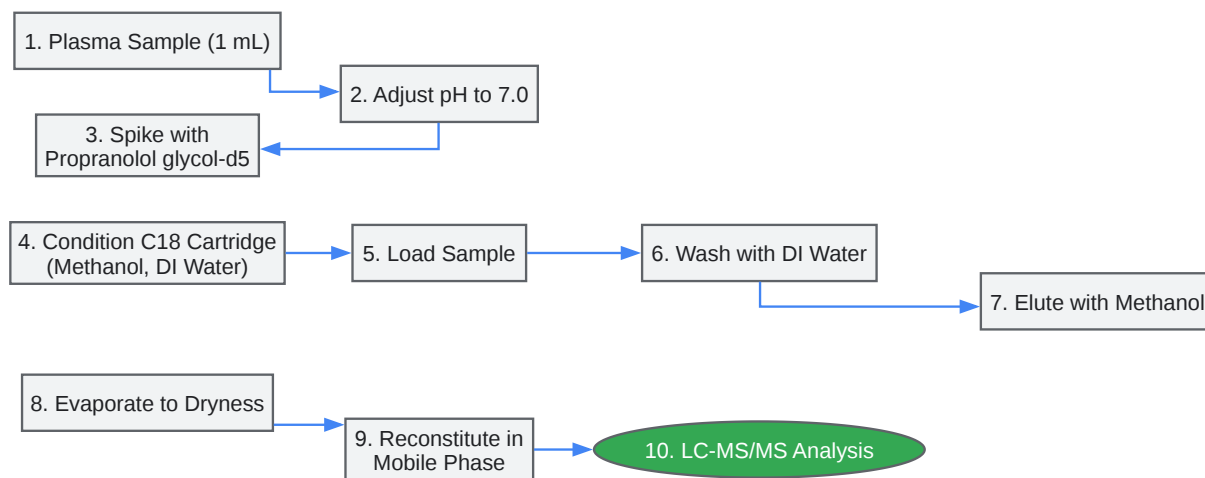 1. Plasma Sample (1 mL)
2. Adjust pH to 7.0
3. Spike with
Propranolol glycol-d5
4. Condition C18 Cartridge
(Methanol, DI Water)
5. Load Sample
6. Wash with DI Water
7. Elute with Methanol
8. Evaporate to Dryness
9. Reconstitute in
Mobile Phase
10. LC-MS/MS Analysis